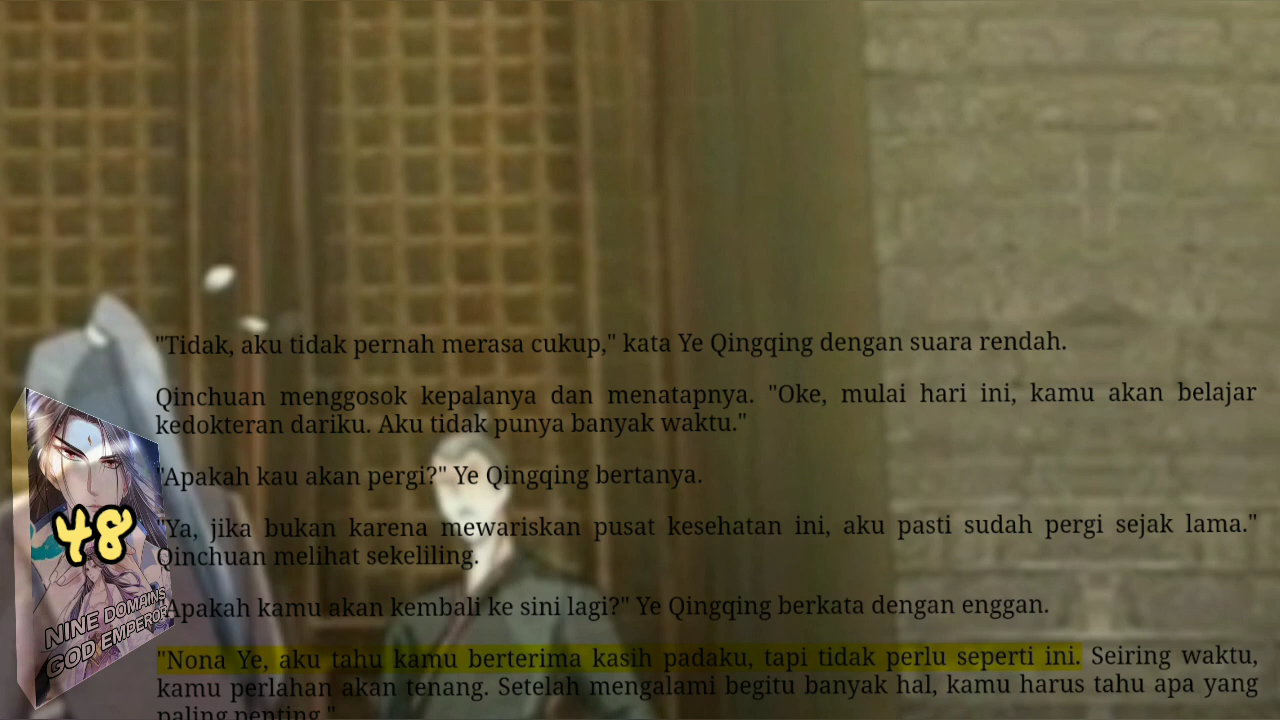 "Tidak, aku tidak pernah merasa cukup," kata Ye Qingqing dengan suara rendah.
Qinchuan menggosok kepalanya dan menatapnya. "Oke, mulai hari ini, kamu akan belajar
kedokteran dariku. Aku tidak punya banyak waktu."
"Apakah kau akan pergi?" Ye Qingqing bertanya.
"Ya, jika bukan karena mewariskan pusat kesehatan ini, aku pasti sudah pergi sejak lama."
Qinchuan melihat sekeliling.
"Apakah kamu akan kembali ke sini lagi?" Ye Qingqing berkata dengan enggan.
"Nona Ye, aku tahu kamu berterima kasih padaku, tapi tidak perlu seperti ini. Seiring waktu,
kamu perlahan akan tenang. Setelah mengalami begitu banyak hal, kamu harus tahu apa yang
paling penting."
48
NINE DOMAINS
GOD EMPEROR